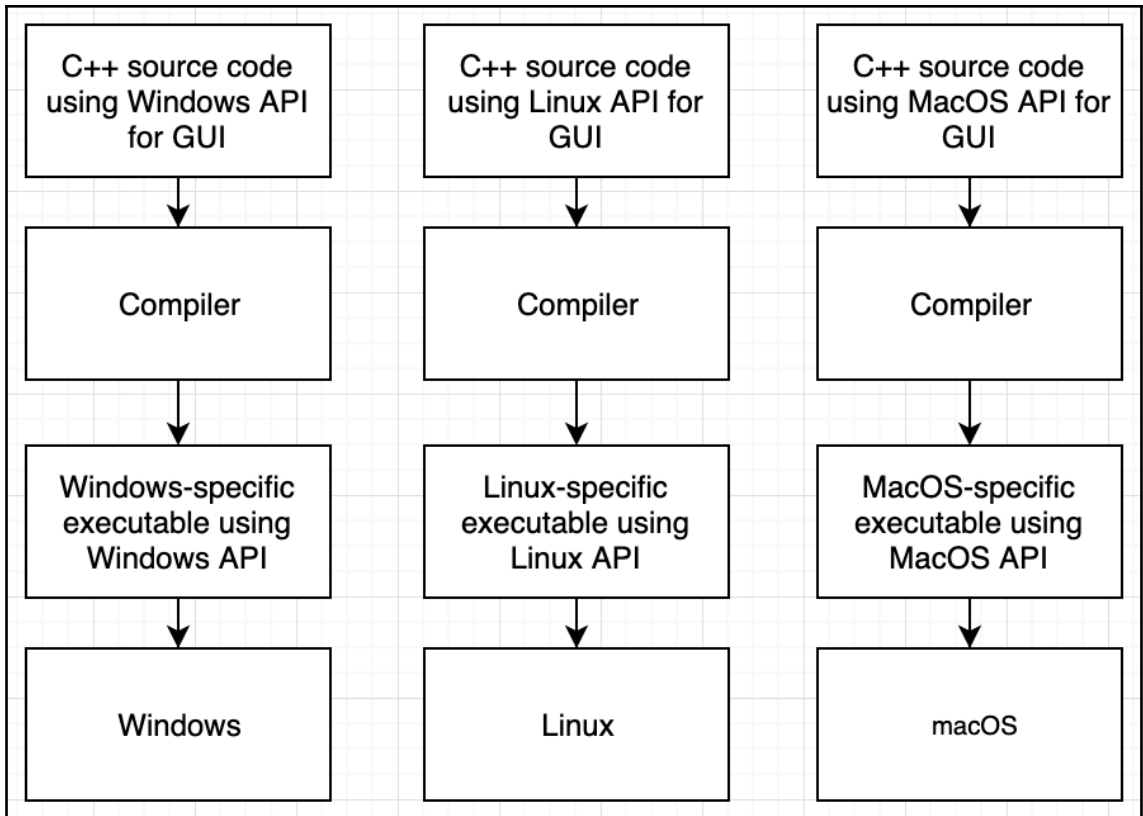 C++ source code
using Windows API
for GUI
C++ source code
using Linux API for
GUI
C++ source code
using MacOS API for
GUI
Compiler
Compiler
Compiler
Windows-specific
executable using
Windows API
Linux-specific
executable using
Linux API
MacOS-specific
executable using
MacOS API
Windows
Linux
macOS